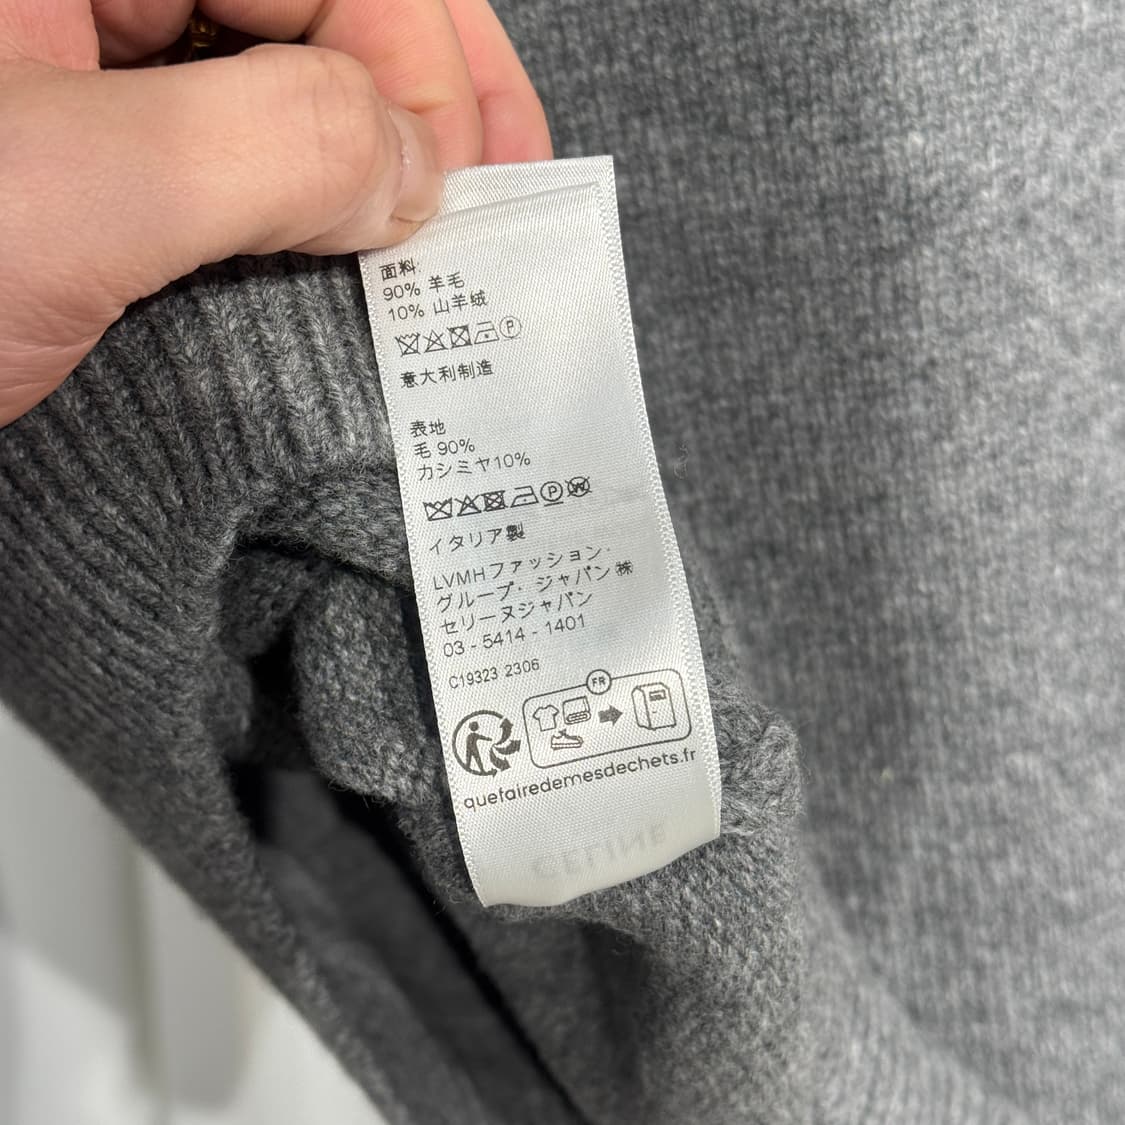 面料
90% 羊毛
10% 山羊绒
P
意大利制造
表地
毛 90%
カシミヤ10%
P W
イタリア製
LVMHファッション・
グループ・ジャパン㈱
セリーヌジャパン
03 - 5414 - 1401
C19323 2306
FR
quefairedemesdechets.fr
CELINE